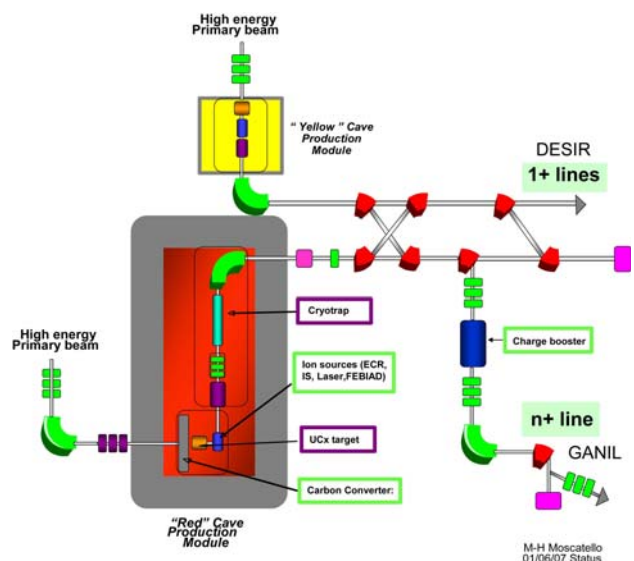 High energy
Primary beam
“ Yellow ” Cave
Production
Module
DESIR
1+ lines
High energy
Primary beam
Cryotrap
Ion sources (ECR,
IS, Laser,FEBIAD)
Charge booster
UCx target
n+ line
GANIL
Carbon Converter:
“Red” Cave
Production
Module
M-H Moscatello
01/06/07 Status